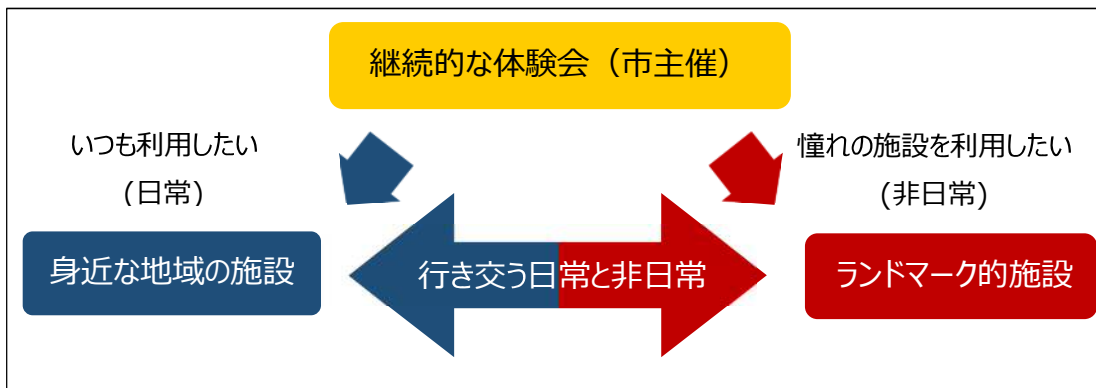 継続的な体験会（市主催）
いつも利用したい
(日常)
憧れの施設を利用したい
(非日常)
身近な地域の施設
行き交う日常と非日常
ランドマーク的施設